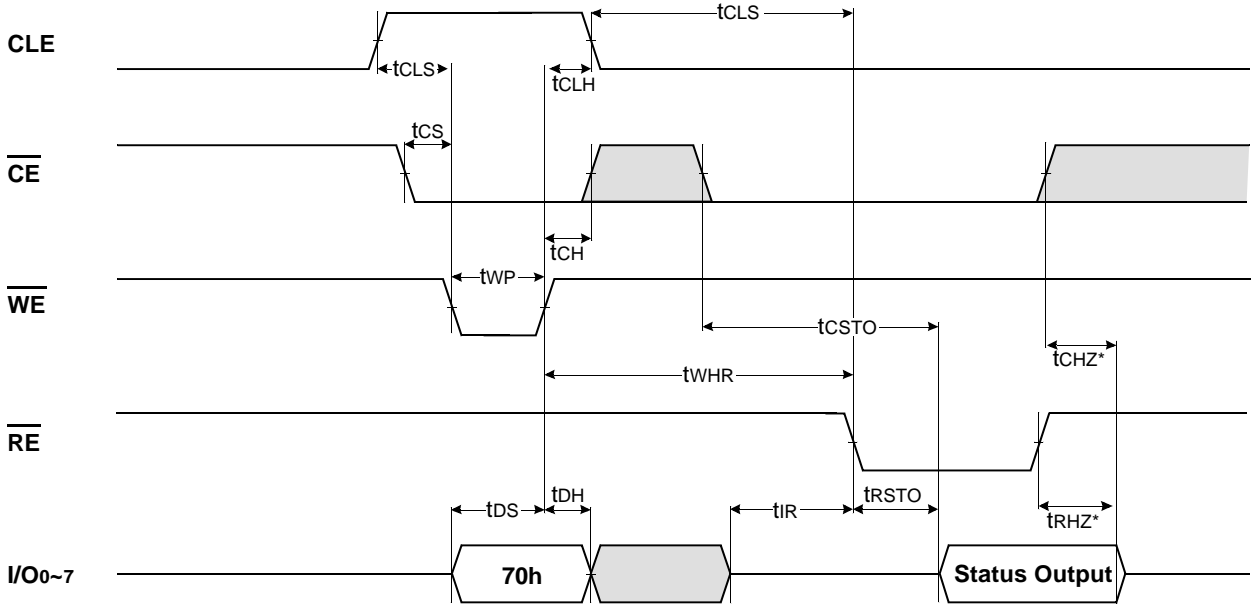 tCLS
CLE
tCLS
tCLH
tCS
CE
tCH
tWP
WE
tCSTO
tCHZ*
tWHR
RE
tDH
tDS
tIR
tRSTO
tRHZ*
I/O0~7
70h
Status Output